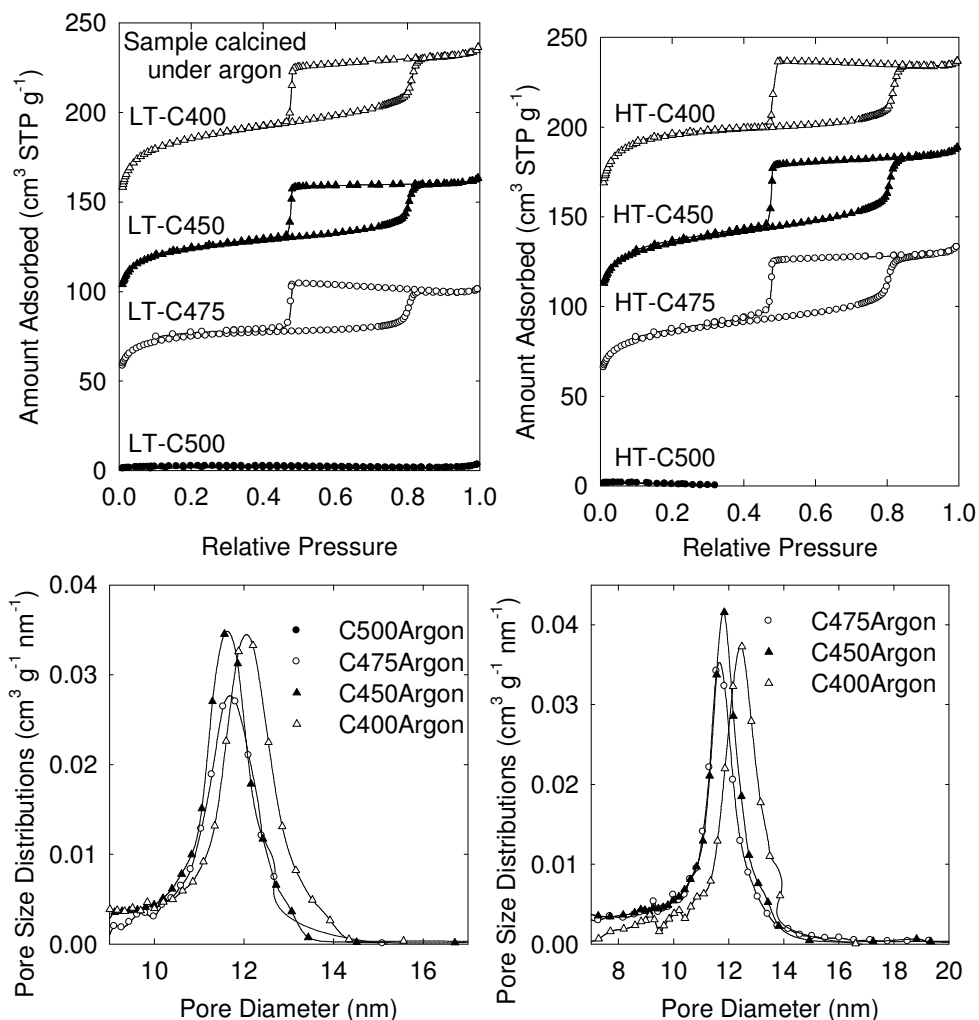 Sample calcined
under argon
LT-C400
LT-C450
LT-C475
LT-C500
250
200
150
100
50
0
0.0 0.2 0.4 0.6 0.8 1.0
Relative Pressure
Amount Adsorbed (cm³ STP g⁻¹)
HT-C400
HT-C450
HT-C475
HT-C500
250
200
150
100
50
0
0.0 0.2 0.4 0.6 0.8 1.0
Relative Pressure
Amount Adsorbed (cm³ STP g⁻¹)
C500Argon
C475Argon
C450Argon
C400Argon
0.04
0.03
0.02
0.01
0.00
10 12 14 16
Pore Diameter (nm)
Pore Size Distributions (cm³ g⁻¹ nm⁻¹)
C475Argon
C450Argon
C400Argon
0.04
0.03
0.02
0.01
0.00
8 10 12 14 16 18 20
Pore Diameter (nm)
Pore Size Distributions (cm³ g⁻¹ nm⁻¹)